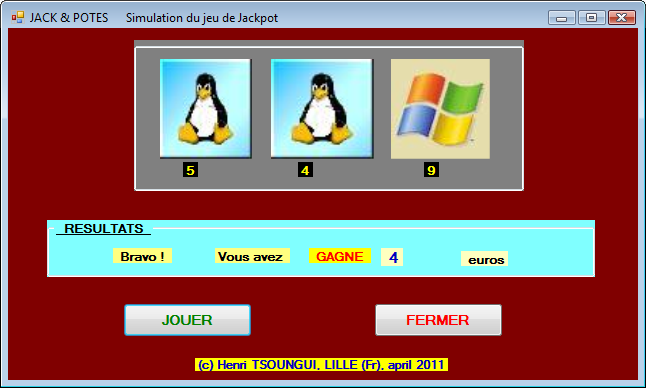 JACK & POTES Simulation du jeu de Jackpot
5 4 9
RESULTATS
Bravo ! Vous avez GAGNE 4 euros
JOUER FERMER
(c) Henri TSOUNGUI, LILLE (Fr), april 2011